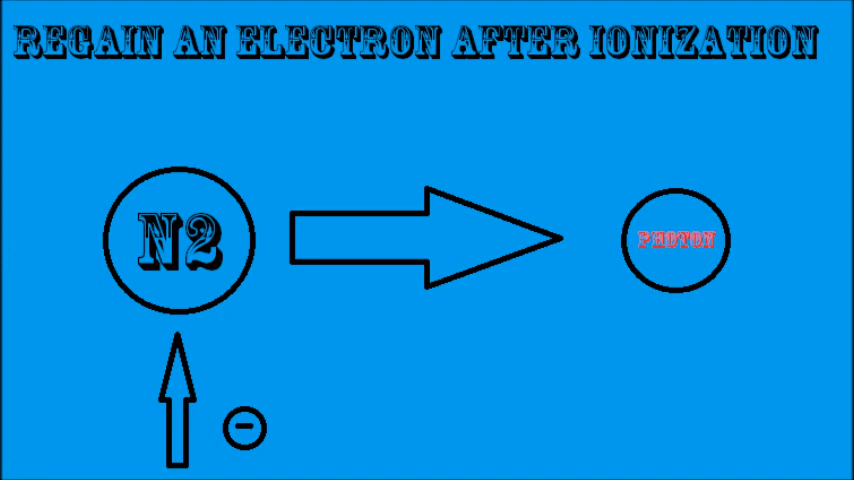 REGAIN AN ELECTRON AFTER IONIZATION
N2
PHOTON
−